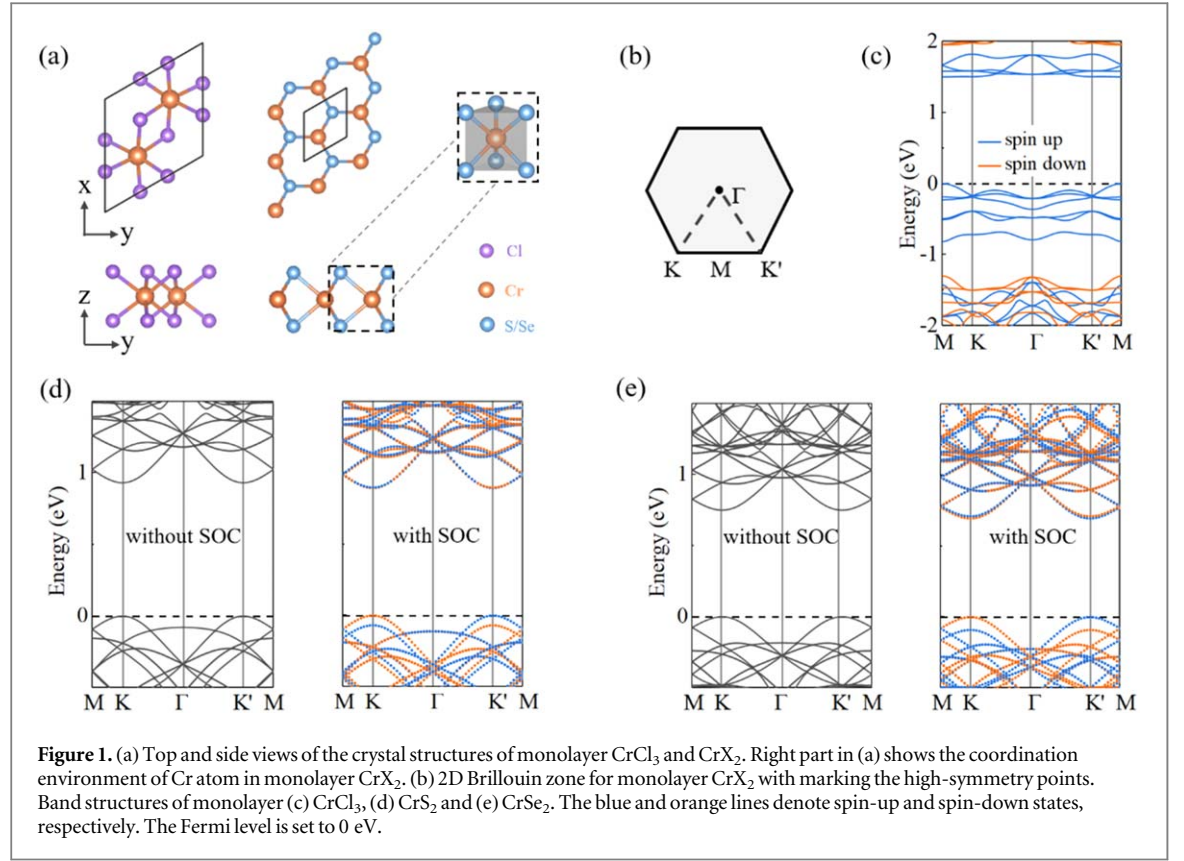 (a)
x
y
z
y
Cl
Cr
S/Se
(b)
Γ
K M K'
(c)
2
1
0
-1
-2
Energy (eV)
spin up
spin down
M K Γ K' M
(d)
1
0
Energy (eV)
without SOC
M K Γ K' M
with SOC
M K Γ K' M
(e)
1
0
Energy (eV)
without SOC
M K Γ K' M
with SOC
M K Γ K' M
Figure 1. (a) Top and side views of the crystal structures of monolayer CrCl₃ and CrX₂. Right part in (a) shows the coordination
environment of Cr atom in monolayer CrX₂. (b) 2D Brillouin zone for monolayer CrX₂ with marking the high-symmetry points.
Band structures of monolayer (c) CrCl₃, (d) CrS₂ and (e) CrSe₂. The blue and orange lines denote spin-up and spin-down states,
respectively. The Fermi level is set to 0 eV.